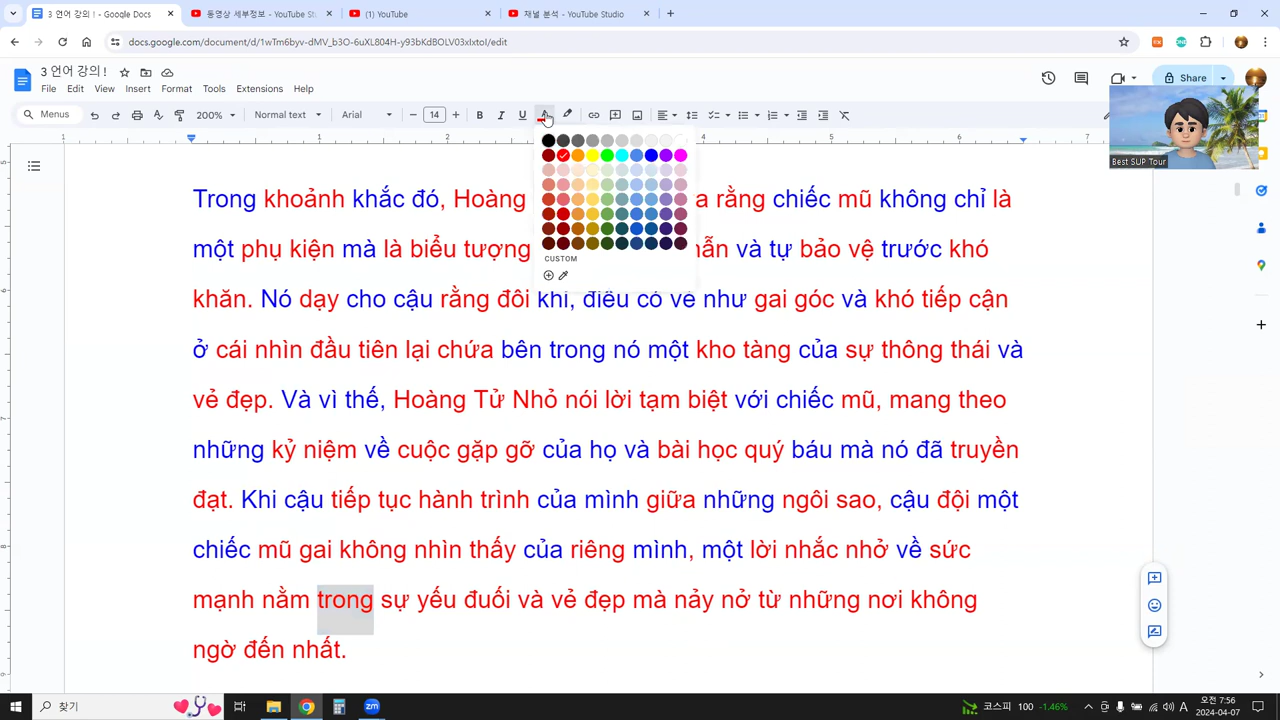 3 언어 강의 ! - Google Docs
동영상 세부정보 - YouTube St
(1) YouTube
채널 분석 - YouTube Studio
docs.google.com/document/d/1wTm6byv-dMV_b3O-6uXL804H-y93bKdBOLV03xIxtoI/edit
3 언어 강의 !
File Edit View Insert Format Tools Extensions Help
Share
Menus 200% Normal text Arial 14 B I U A
Best SUP Tour
1 4 5 6 7
CUSTOM
Trong khoảnh khắc đó, Hoàng rằng chiếc mũ không chỉ là
một phụ kiện mà là biểu tượng và tự bảo vệ trước khó
khăn. Nó dạy cho cậu rằng đôi khi, điều có vẻ như gai góc và khó tiếp cận
ở cái nhìn đầu tiên lại chứa bên trong nó một kho tàng của sự thông thái và
vẻ đẹp. Và vì thế, Hoàng Tử Nhỏ nói lời tạm biệt với chiếc mũ, mang theo
những kỷ niệm về cuộc gặp gỡ của họ và bài học quý báu mà nó đã truyền
đạt. Khi cậu tiếp tục hành trình của mình giữa những ngôi sao, cậu đội một
chiếc mũ gai không nhìn thấy của riêng mình, một lời nhắc nhở về sức
mạnh nằm trong sự yếu đuối và vẻ đẹp mà nảy nở từ những nơi không
ngờ đến nhất.
찾기
코스피 100 -1.46%
A
오전 7:56
2024-04-07